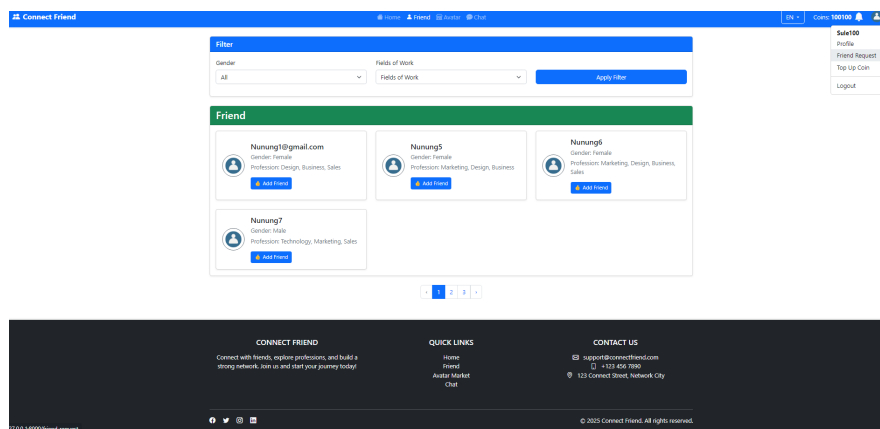 Connect Friend
Home Friend Avatar Chat
EN Coins: 100100
Sule100
Profile
Friend Request
Top Up Coin
Logout
Filter
Gender Fields of Work
All Fields of Work Apply Filter
Friend
Nunung1@gmail.com
Gender: Female
Profession: Design, Business, Sales
Add Friend
Nunung5
Gender: Female
Profession: Marketing, Design, Business
Add Friend
Nunung6
Gender: Female
Profession: Marketing, Design, Business,
Sales
Add Friend
Nunung7
Gender: Male
Profession: Technology, Marketing, Sales
Add Friend
‹ 1 2 3 ›
CONNECT FRIEND
Connect with friends, explore professions, and build a
strong network. Join us and start your journey today!
QUICK LINKS
Home
Friend
Avatar Market
Chat
CONTACT US
support@connectfriend.com
+123 456 7890
123 Connect Street, Network City
© 2025 Connect Friend. All rights reserved.